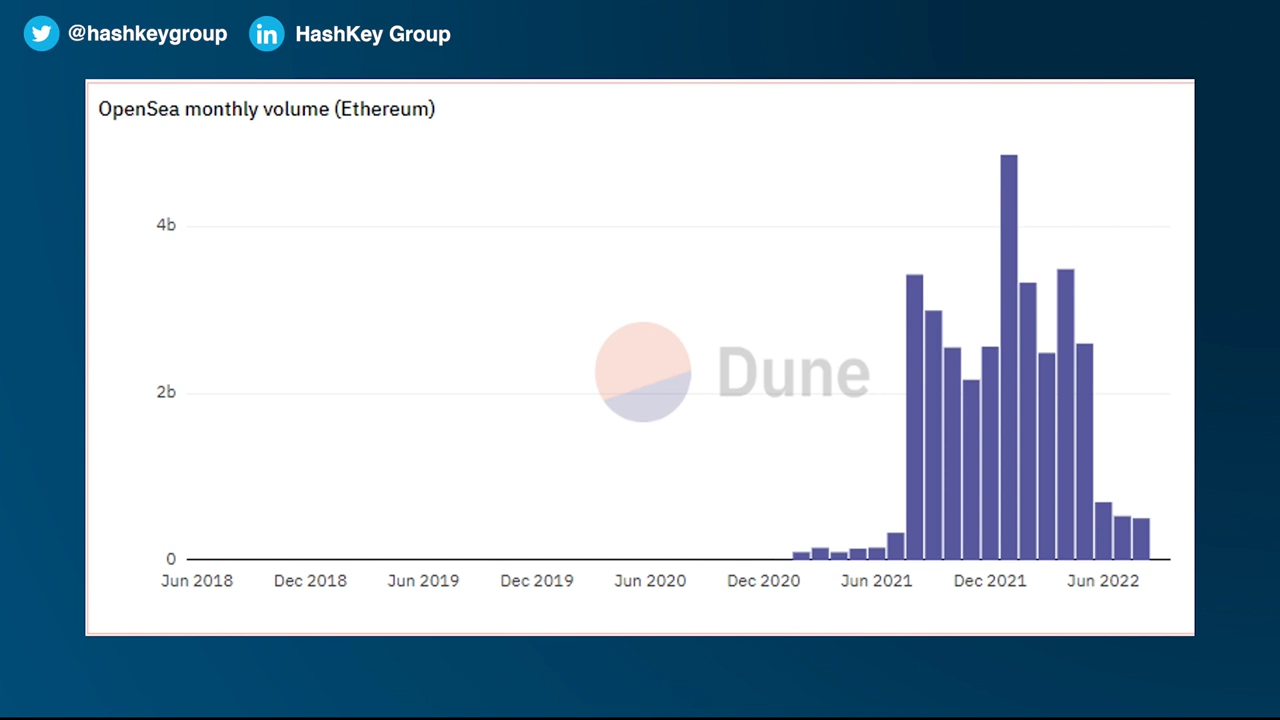 @hashkeygroup HashKey Group
OpenSea monthly volume (Ethereum)
4b
2b
0
Dune
Jun 2018 Dec 2018 Jun 2019 Dec 2019 Jun 2020 Dec 2020 Jun 2021 Dec 2021 Jun 2022